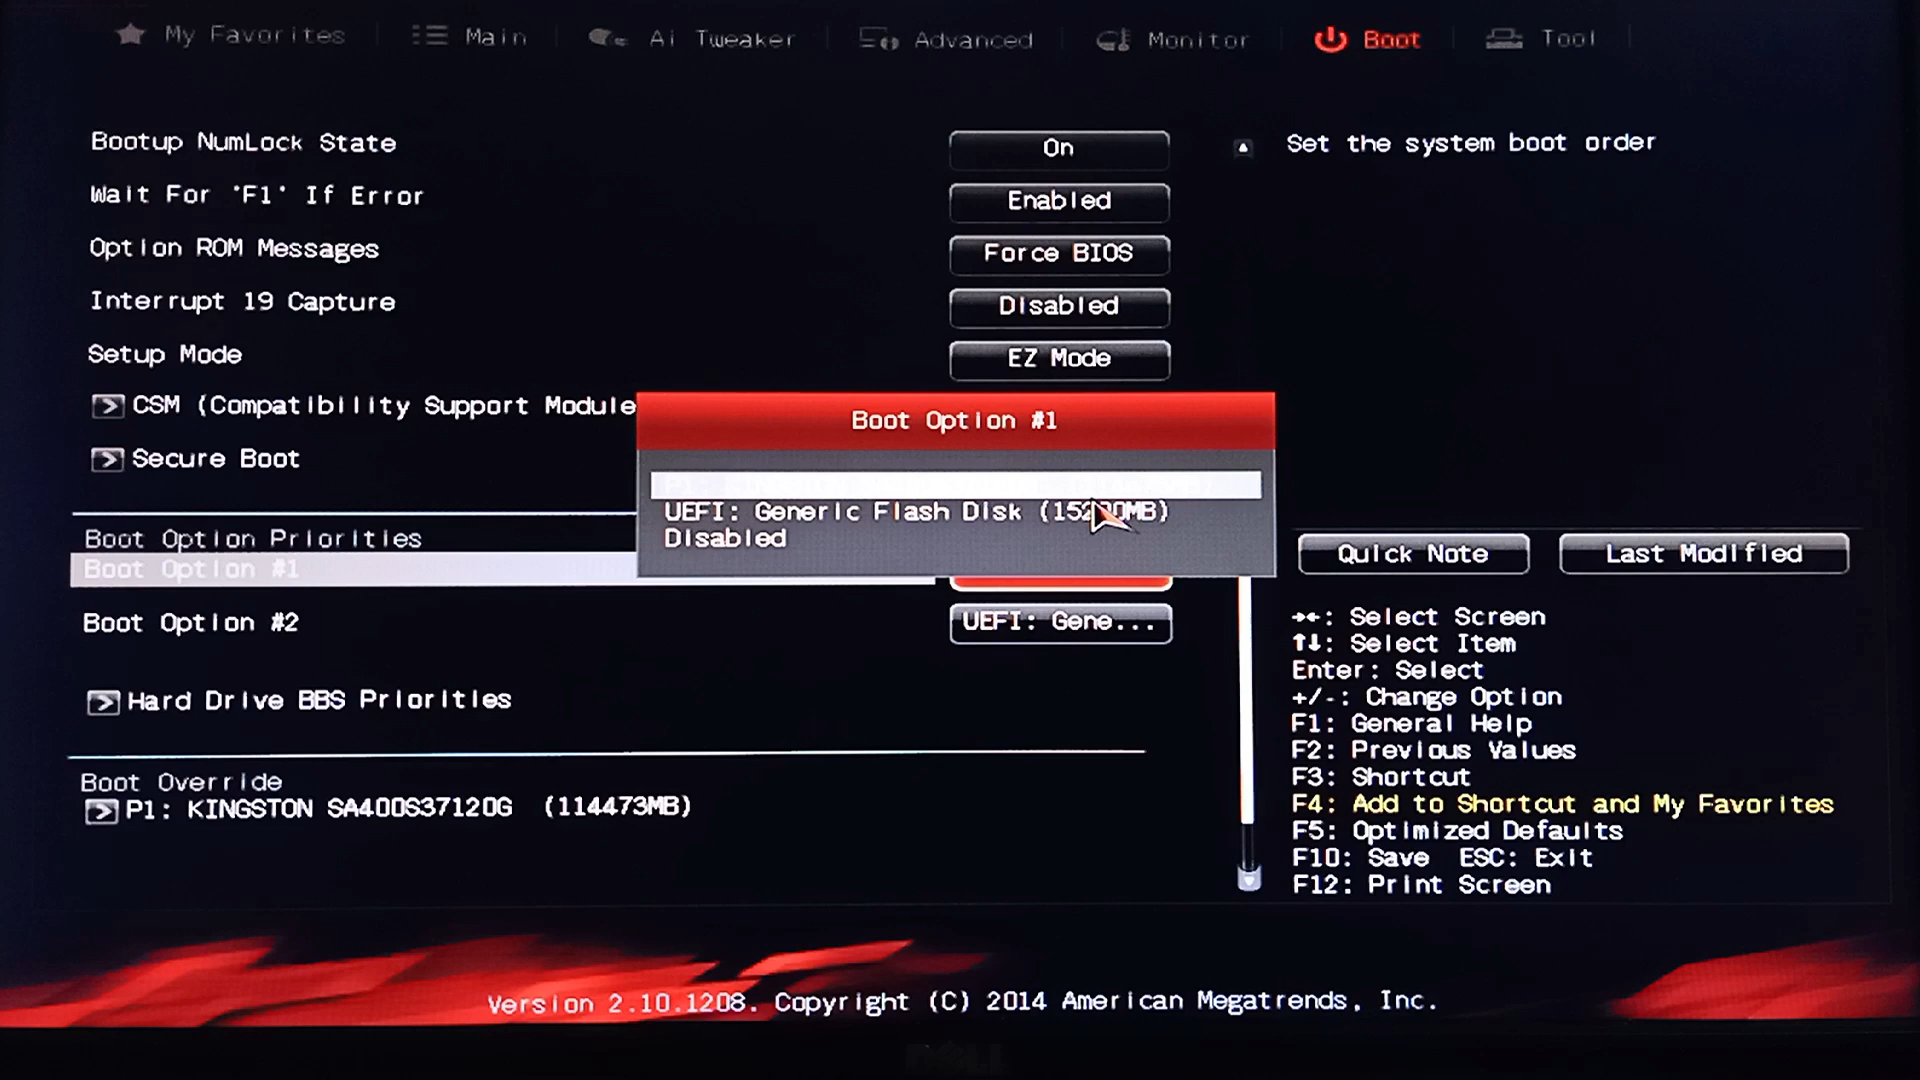 My Favorites
Main
Ai Tweaker
Advanced
Monitor
Boot
Tool
Bootup NumLock State
On
Set the system boot order
Wait For 'F1' If Error
Enabled
Option ROM Messages
Force BIOS
Interrupt 19 Capture
Disabled
Setup Mode
EZ Mode
CSM (Compatibility Support Module
Secure Boot
Boot Option #1
UEFI: Generic Flash Disk
Disabled
Boot Option Priorities
Boot Option #1
Boot Option #2
UEFI: Gene...
Hard Drive BBS Priorities
Boot Override
P1: KINGSTON SA400S37120G (114473MB)
Quick Note
Last Modified
→←: Select Screen
↑↓: Select Item
Enter: Select
+/-: Change Option
F1: General Help
F2: Previous Values
F3: Shortcut
F4: Add to Shortcut and My Favorites
F5: Optimized Defaults
F10: Save ESC: Exit
F12: Print Screen
Version 2.10.1208. Copyright (C) 2014 American Megatrends, Inc.
DELL